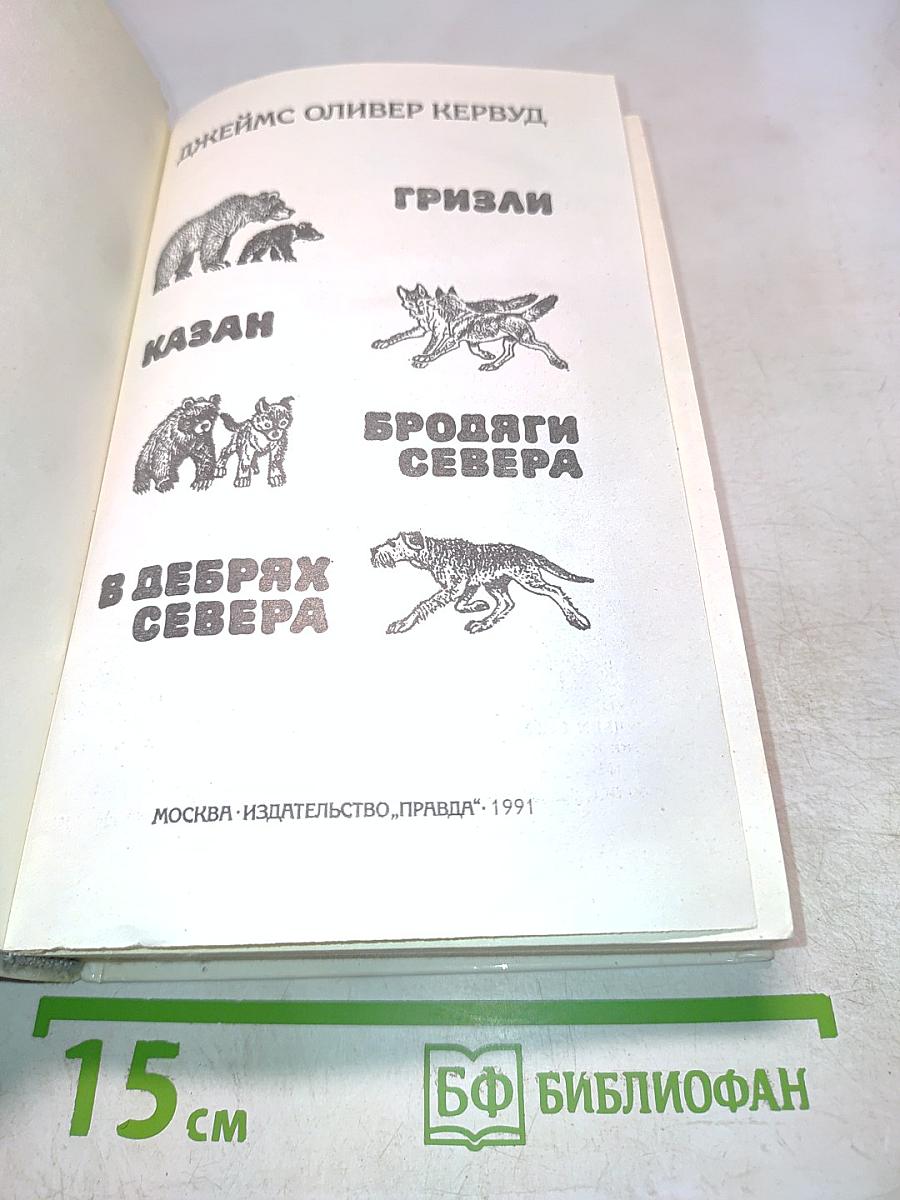 ДЖЕЙМС ОЛИВЕР КЕРВУД
ГРИЗЛИ
КАЗАН
БРОДЯГИ
СЕВЕРА
В ДЕБРЯХ
СЕВЕРА
МОСКВА · ИЗДАТЕЛЬСТВО „ПРАВДА“ · 1991
15 СМ
БФ БИБЛИОФАН